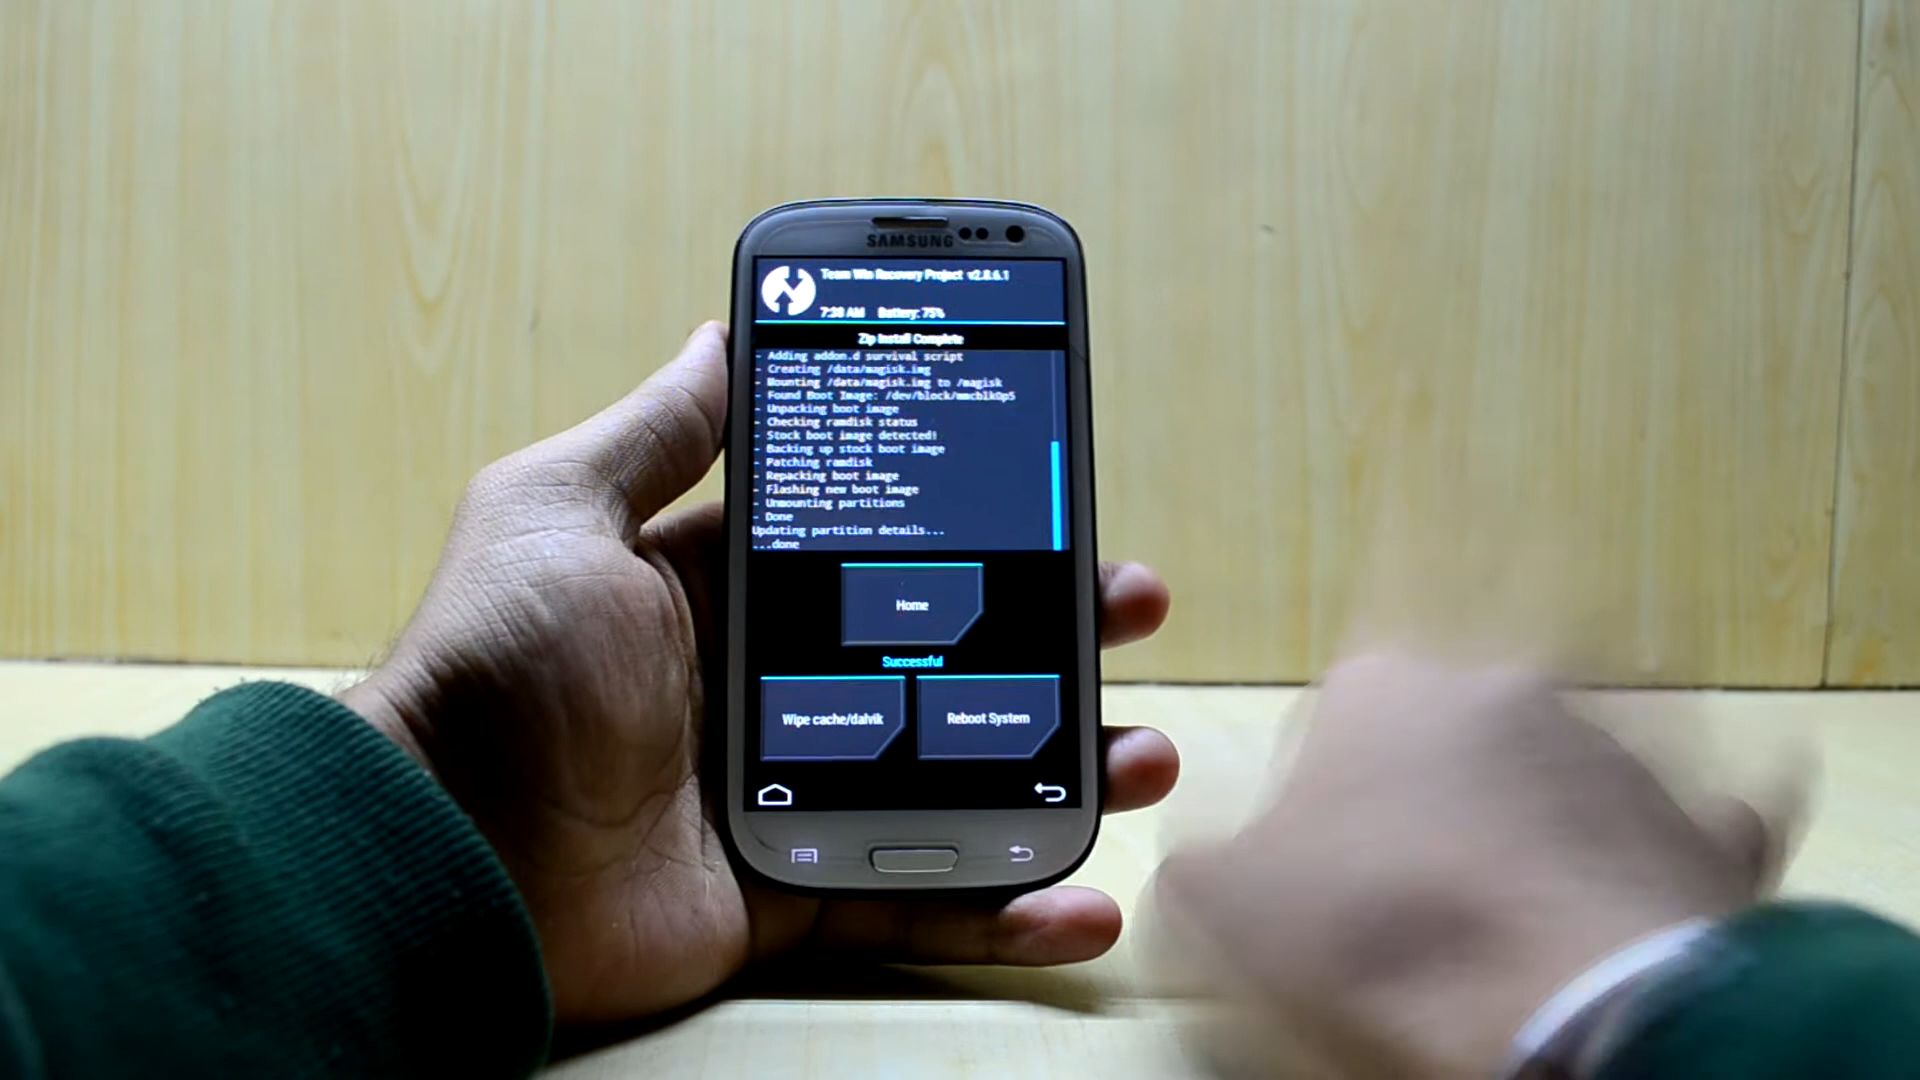 SAMSUNG
Team Win Recovery Project v2.8.6.1
7:38 AM Battery: 75%
Zip Install Complete
- Adding addon.d survival script
- Creating /data/magisk.img
- Mounting /data/magisk.img to /magisk
- Found Boot Image: /dev/block/mmcblk0p5
- Unpacking boot image
- Checking ramdisk status
- Stock boot image detected!
- Backing up stock boot image
- Patching ramdisk
- Repacking boot image
- Flashing new boot image
- Unmounting partitions
- Done
Updating partition details...
...done
Home
Successful
Wipe cache/dalvik
Reboot System